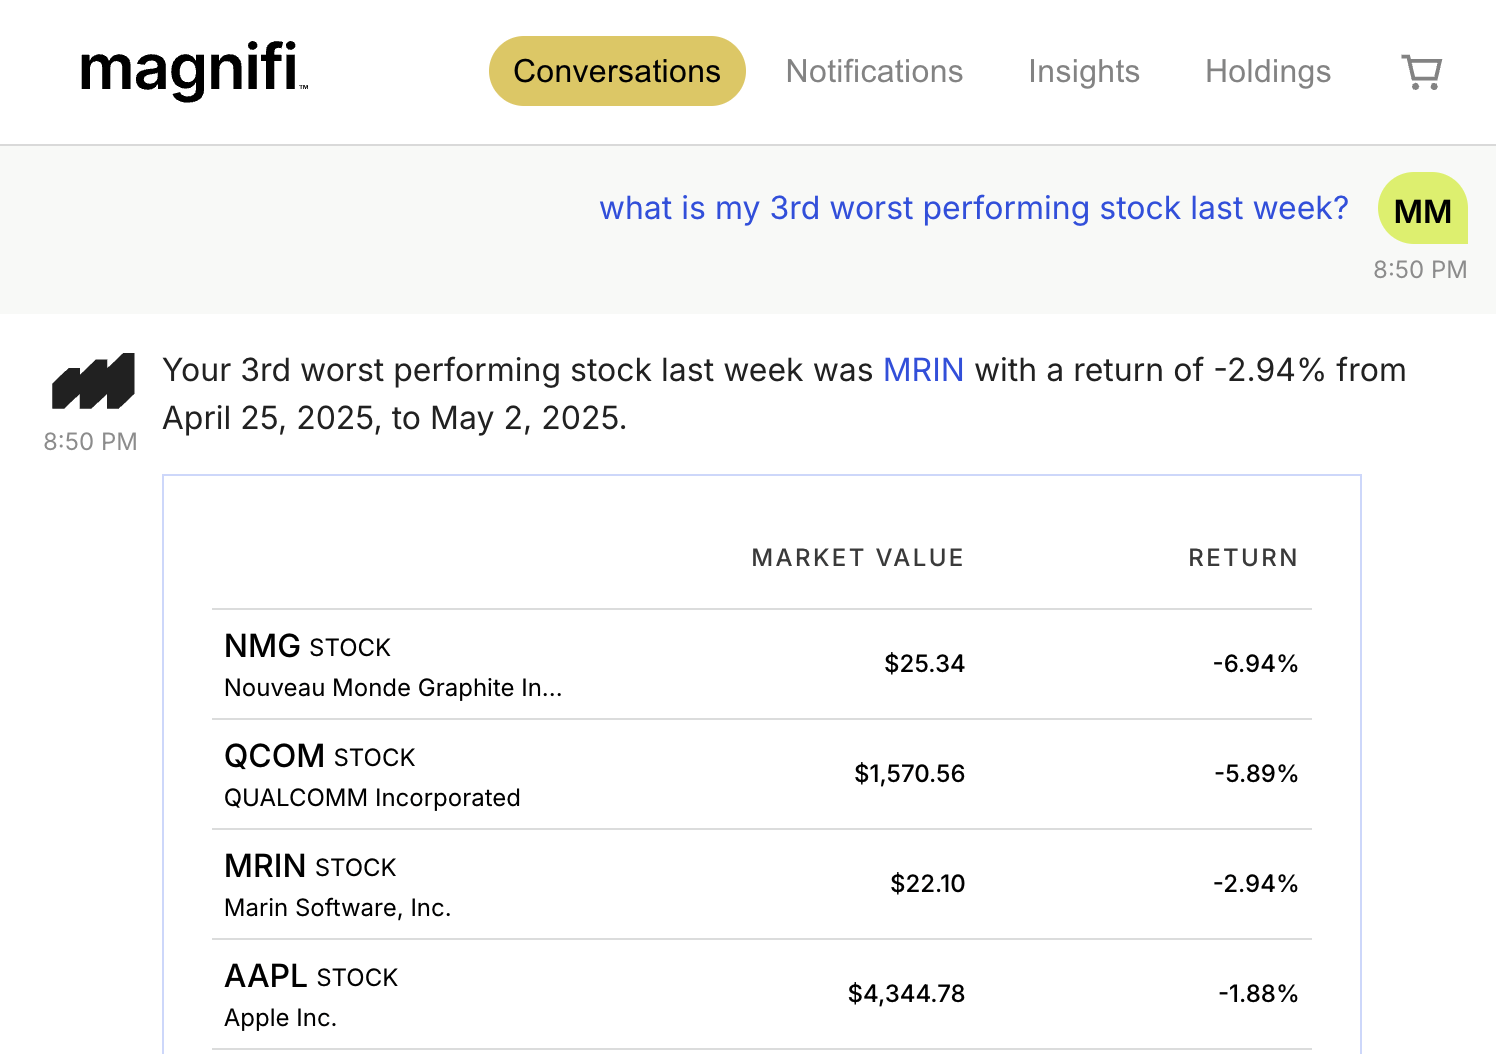 magnifi™
Conversations Notifications Insights Holdings
what is my 3rd worst performing stock last week?
MM
8:50 PM
Your 3rd worst performing stock last week was MRIN with a return of -2.94% from
April 25, 2025, to May 2, 2025.
8:50 PM
MARKET VALUE RETURN
NMG STOCK
Nouveau Monde Graphite In...
$25.34 -6.94%
QCOM STOCK
QUALCOMM Incorporated
$1,570.56 -5.89%
MRIN STOCK
Marin Software, Inc.
$22.10 -2.94%
AAPL STOCK
Apple Inc.
$4,344.78 -1.88%